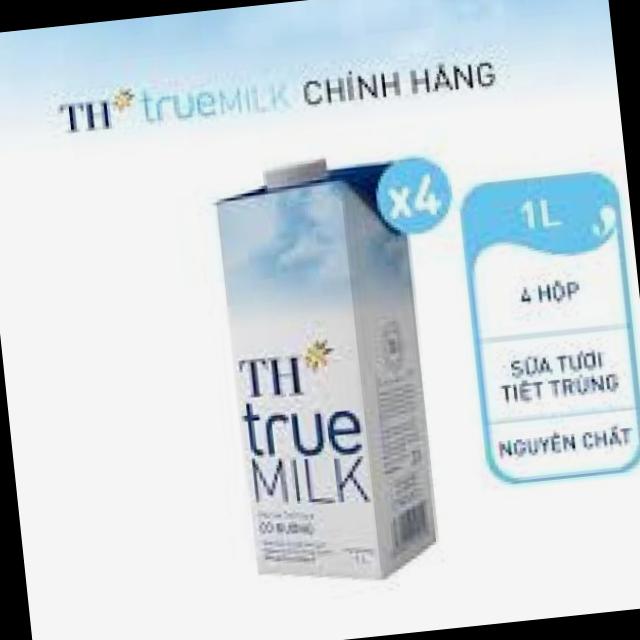 TH true MILK CHÍNH HÃNG
x4
1L
4 HỘP
SỮA TƯƠI
TIỆT TRÙNG
NGUYÊN CHẤT
TH
true
MILK
CÓ ĐƯỜNG
1L